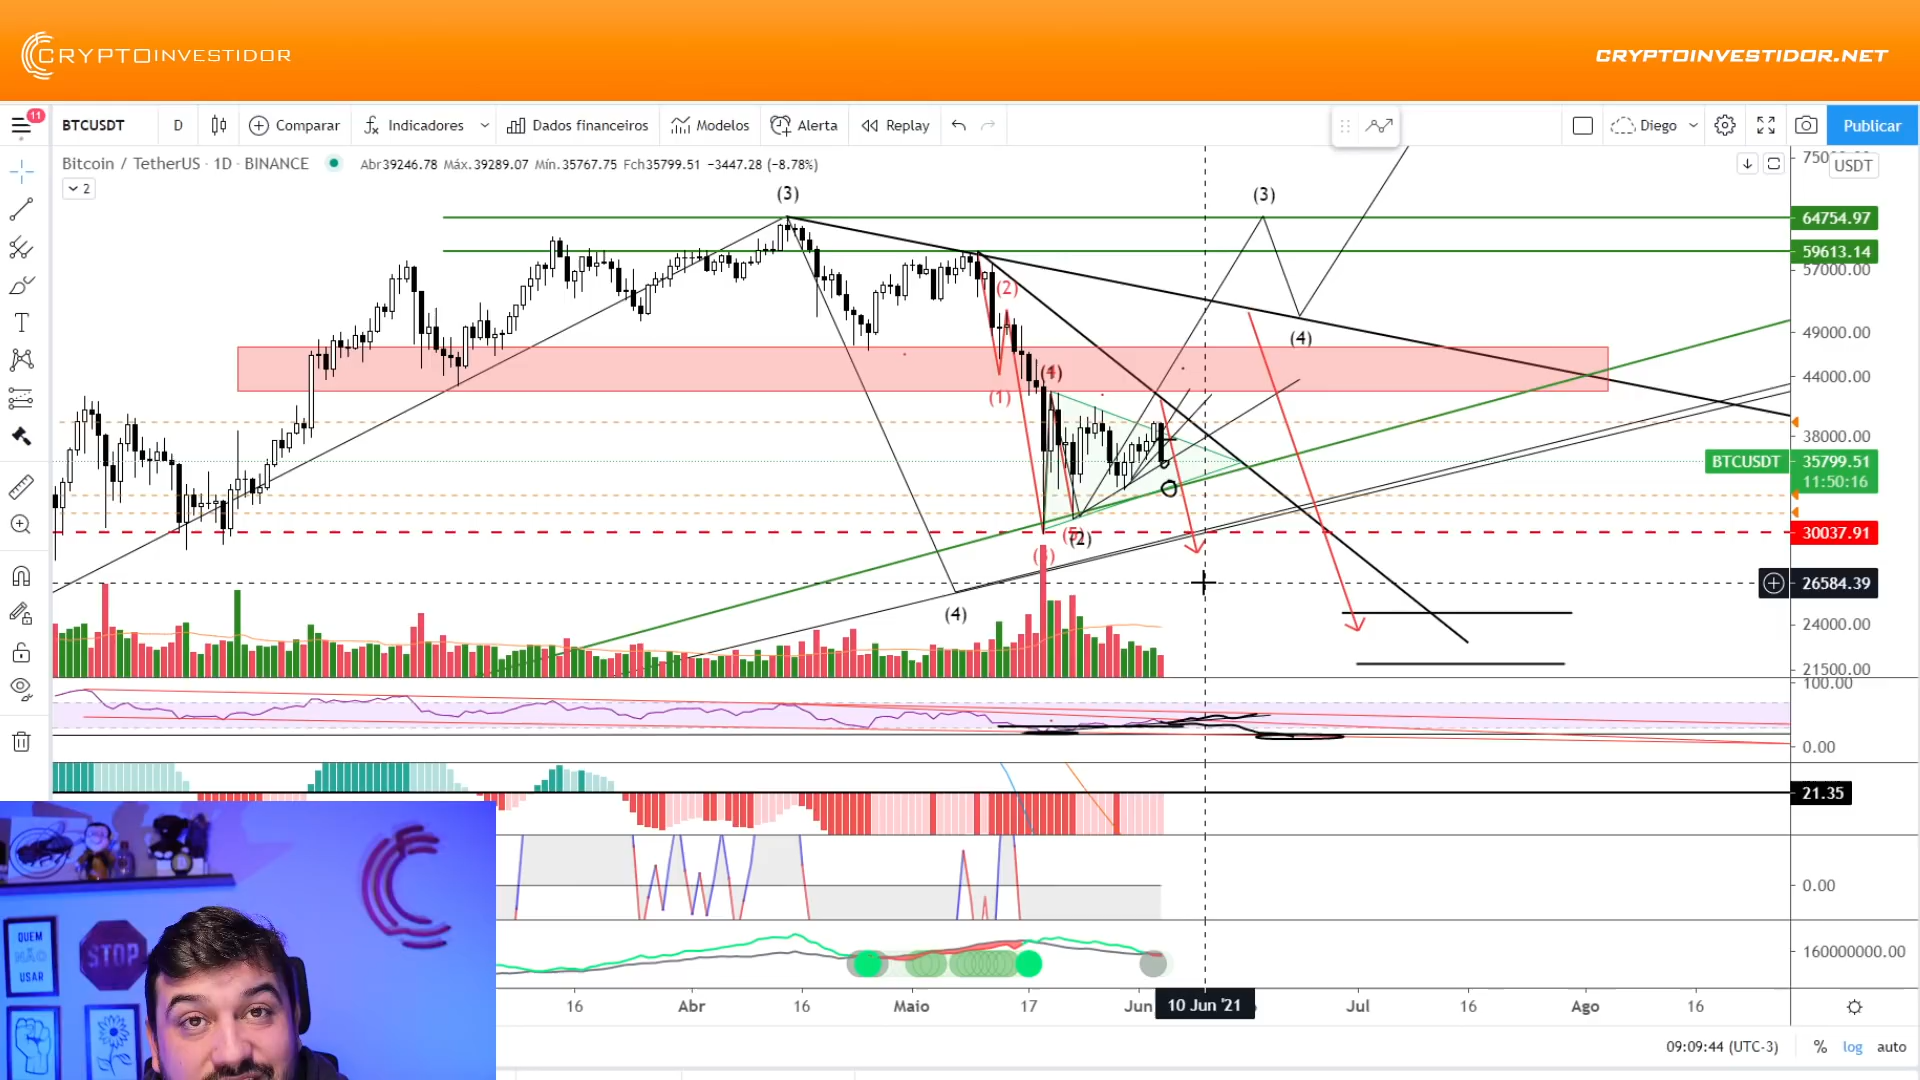 CRYPTOINVESTIDOR
CRYPTOINVESTIDOR.NET
11
BTCUSDT
D
Comparar
Indicadores
Dados financeiros
Modelos
Alerta
Replay
Diego
Publicar
Bitcoin / TetherUS · 1D · BINANCE
Abr39246.78 Máx.39289.07 Mín.35767.75 Fch35799.51 −3447.28 (−8.78%)
2
USDT
(3)
(3)
64754.97
59613.14
57000.00
(2)
49000.00
(4)
(1)
44000.00
38000.00
BTCUSDT
35799.51
11:50:16
30037.91
(2)
26584.39
(4)
24000.00
21500.00
100.00
0.00
21.35
0.00
160000000.00
QUEM
NÃO
USAR
STOP
16
Abr
16
Maio
17
Jun
10 Jun '21
Jul
16
Ago
16
09:09:44 (UTC-3)
%
log
auto